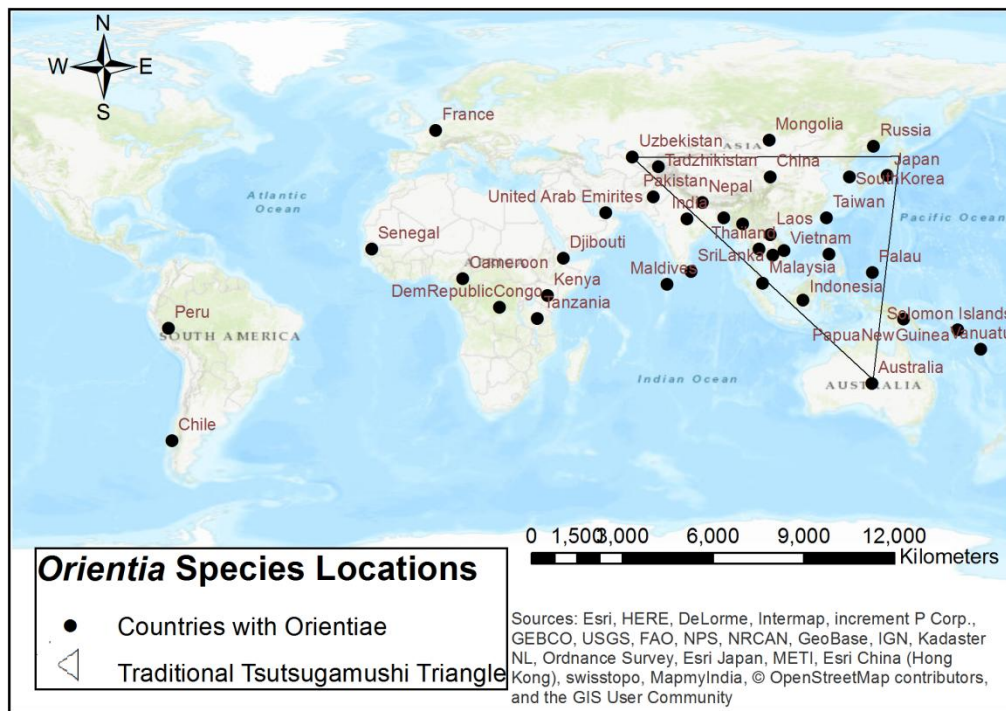 N
W E
S
France
Uzbekistan
Mongolia
ASIA
Russia
Tadzhikistan
China
Japan
Pakistan
SouthKorea
Atlantic
Ocean
United Arab Emirites
Nepal
India
Taiwan
Pacific Ocean
Senegal
Thailand
Laos
Djibouti
SriLanka
Vietnam
Cameroon
Maldives
Malaysia
Palau
DemRepublicCongo
Kenya
Indonesia
Tanzania
Peru
Solomon Islands
SOUTH AMERICA
PapuaNewGuinea
Vanuatu
Indian Ocean
Australia
AUSTRALIA
Chile
0 1,500 3,000 6,000 9,000 12,000
Kilometers
Orientia Species Locations
Countries with Orientiae
Traditional Tsutsugamushi Triangle
Sources: Esri, HERE, DeLorme, Intermap, increment P Corp.,
GEBCO, USGS, FAO, NPS, NRCAN, GeoBase, IGN, Kadaster
NL, Ordnance Survey, Esri Japan, METI, Esri China (Hong
Kong), swisstopo, MapmyIndia, © OpenStreetMap contributors,
and the GIS User Community